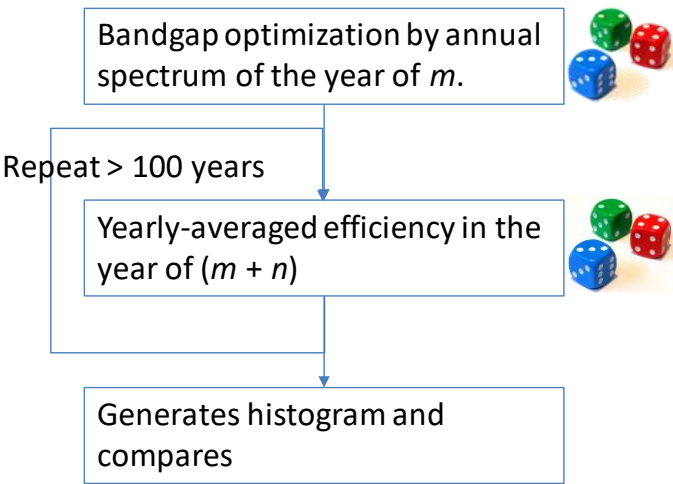 Bandgap optimization by annual
spectrum of the year of m.
Repeat > 100 years
Yearly-averaged efficiency in the
year of (m + n)
Generates histogram and
compares